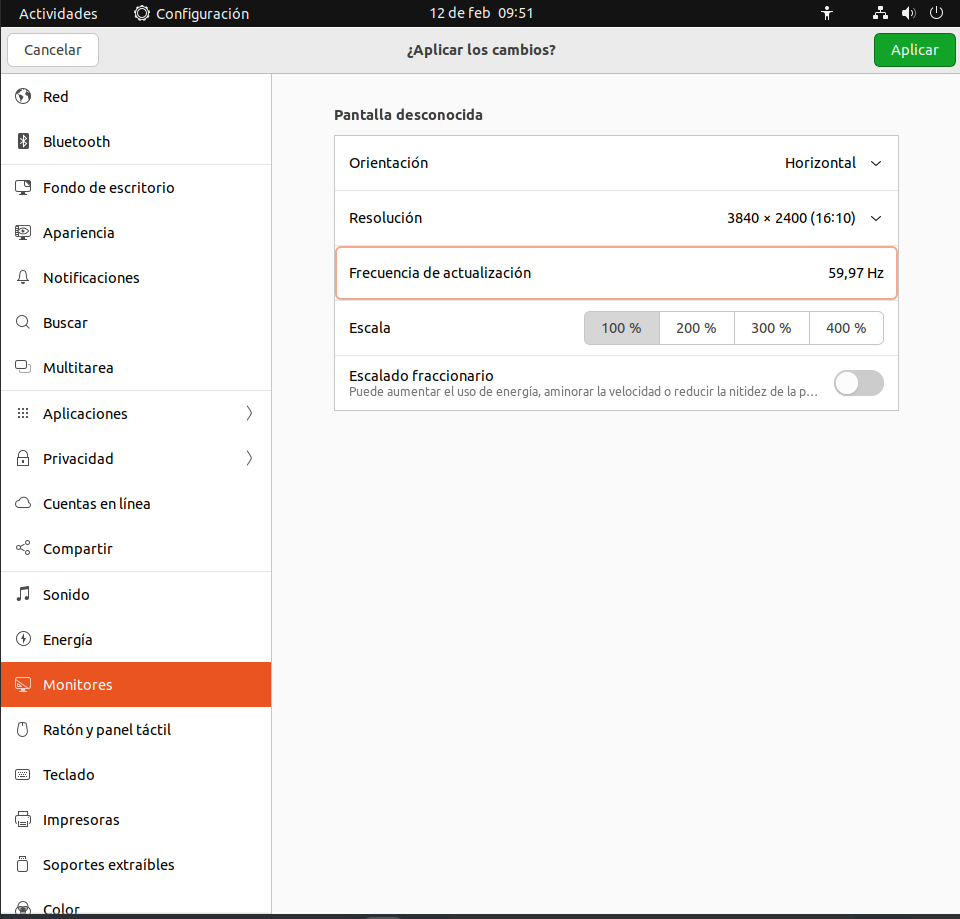 Actividades Configuración 12 de feb 09:51
Cancelar ¿Aplicar los cambios? Aplicar
Red
Bluetooth
Fondo de escritorio
Apariencia
Notificaciones
Buscar
Multitarea
Aplicaciones
Privacidad
Cuentas en línea
Compartir
Sonido
Energía
Monitores
Ratón y panel táctil
Teclado
Impresoras
Soportes extraíbles
Color
Pantalla desconocida
Orientación Horizontal
Resolución 3840 × 2400 (16:10)
Frecuencia de actualización 59,97 Hz
Escala 100 % 200 % 300 % 400 %
Escalado fraccionario
Puede aumentar el uso de energía, aminorar la velocidad o reducir la nitidez de la p…